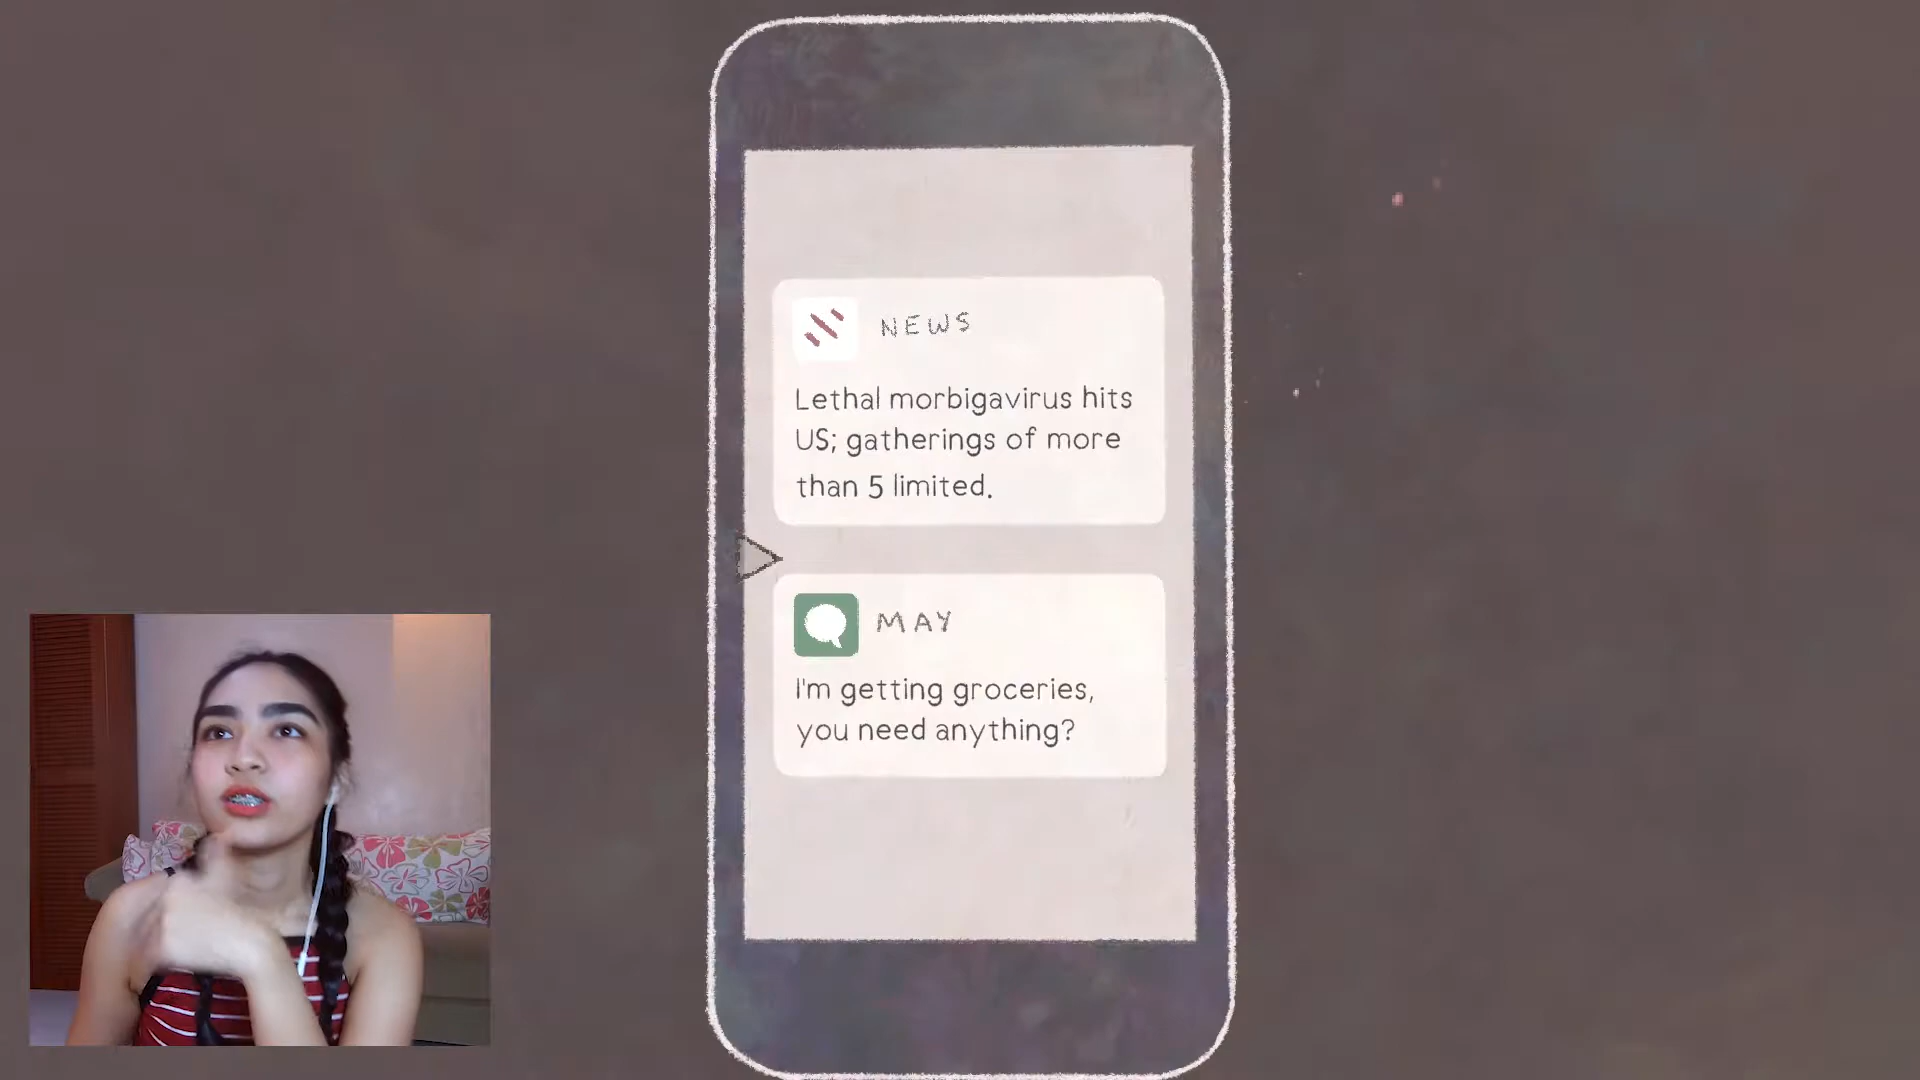 NEWS
Lethal morbigavirus hits
US; gatherings of more
than 5 limited.
MAY
I'm getting groceries,
you need anything?